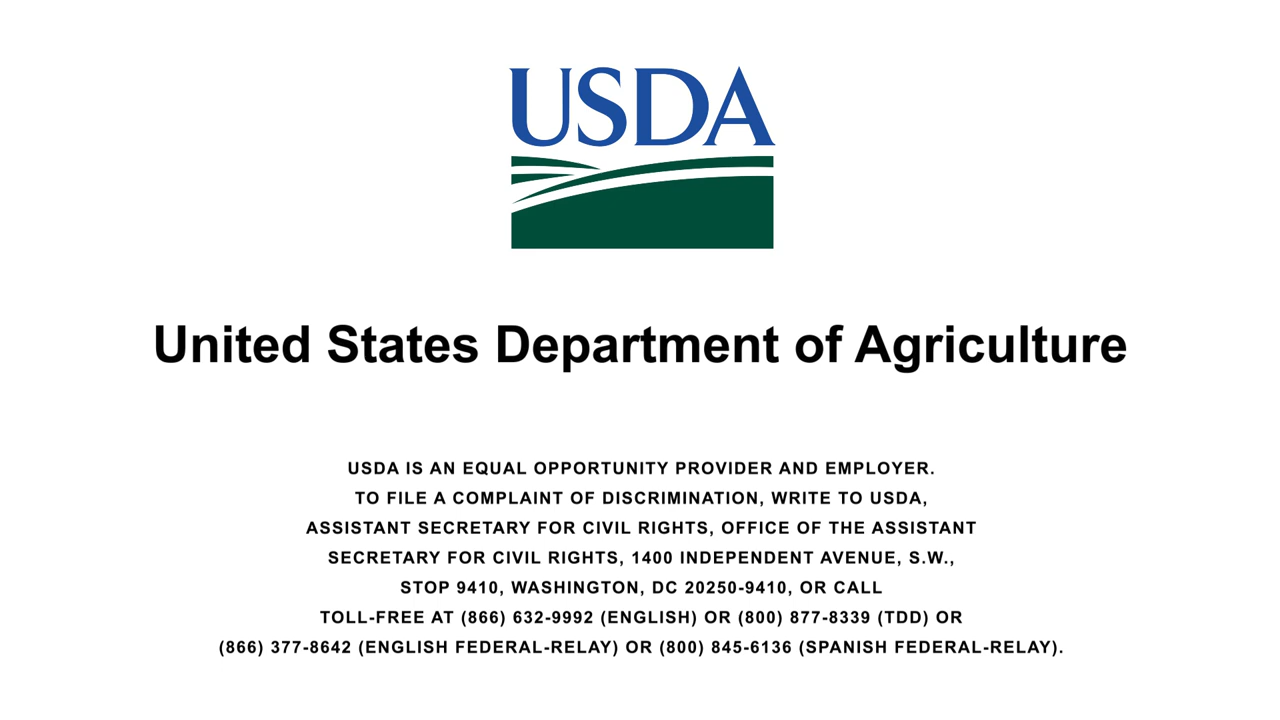 USDA
United States Department of Agriculture
USDA IS AN EQUAL OPPORTUNITY PROVIDER AND EMPLOYER.
TO FILE A COMPLAINT OF DISCRIMINATION, WRITE TO USDA,
ASSISTANT SECRETARY FOR CIVIL RIGHTS, OFFICE OF THE ASSISTANT
SECRETARY FOR CIVIL RIGHTS, 1400 INDEPENDENT AVENUE, S.W.,
STOP 9410, WASHINGTON, DC 20250-9410, OR CALL
TOLL-FREE AT (866) 632-9992 (ENGLISH) OR (800) 877-8339 (TDD) OR
(866) 377-8642 (ENGLISH FEDERAL-RELAY) OR (800) 845-6136 (SPANISH FEDERAL-RELAY).